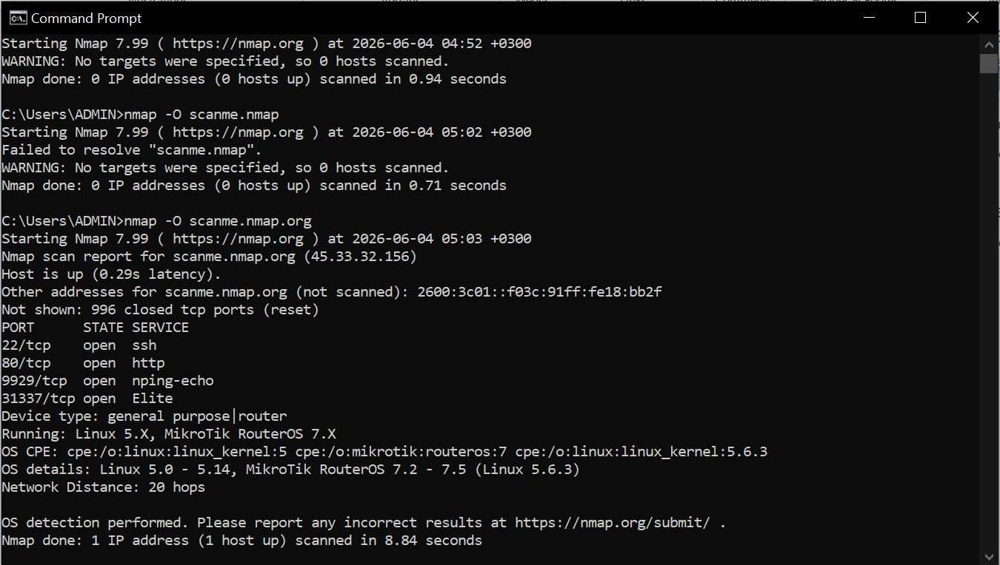 Command Prompt
Starting Nmap 7.99 ( https://nmap.org ) at 2026-06-04 04:52 +0300
WARNING: No targets were specified, so 0 hosts scanned.
Nmap done: 0 IP addresses (0 hosts up) scanned in 0.94 seconds
C:\Users\ADMIN>nmap -O scanme.nmap
Starting Nmap 7.99 ( https://nmap.org ) at 2026-06-04 05:02 +0300
Failed to resolve "scanme.nmap".
WARNING: No targets were specified, so 0 hosts scanned.
Nmap done: 0 IP addresses (0 hosts up) scanned in 0.71 seconds
C:\Users\ADMIN>nmap -O scanme.nmap.org
Starting Nmap 7.99 ( https://nmap.org ) at 2026-06-04 05:03 +0300
Nmap scan report for scanme.nmap.org (45.33.32.156)
Host is up (0.29s latency).
Other addresses for scanme.nmap.org (not scanned): 2600:3c01::f03c:91ff:fe18:bb2f
Not shown: 996 closed tcp ports (reset)
PORT      STATE SERVICE
22/tcp    open  ssh
80/tcp    open  http
9929/tcp  open  nping-echo
31337/tcp open  Elite
Device type: general purpose|router
Running: Linux 5.X, MikroTik RouterOS 7.X
OS CPE: cpe:/o:linux:linux_kernel:5 cpe:/o:mikrotik:routeros:7 cpe:/o:linux:linux_kernel:5.6.3
OS details: Linux 5.0 - 5.14, MikroTik RouterOS 7.2 - 7.5 (Linux 5.6.3)
Network Distance: 20 hops
OS detection performed. Please report any incorrect results at https://nmap.org/submit/ .
Nmap done: 1 IP address (1 host up) scanned in 8.84 seconds